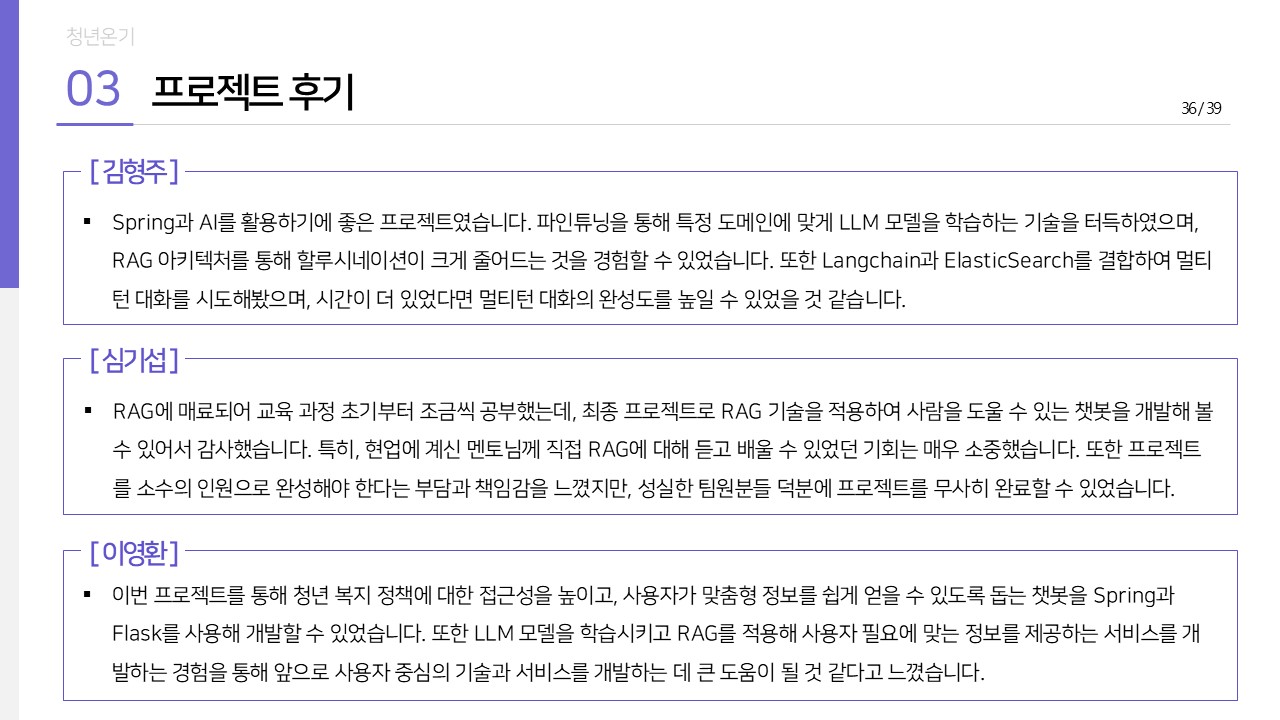 청년온기
03 프로젝트 후기
36 / 39
[ 김형주 ]
▪ Spring과 AI를 활용하기에 좋은 프로젝트였습니다. 파인튜닝을 통해 특정 도메인에 맞게 LLM 모델을 학습하는 기술을 터득하였으며,
RAG 아키텍처를 통해 할루시네이션이 크게 줄어드는 것을 경험할 수 있었습니다. 또한 Langchain과 ElasticSearch를 결합하여 멀티
턴 대화를 시도해봤으며, 시간이 더 있었다면 멀티턴 대화의 완성도를 높일 수 있었을 것 같습니다.
[ 심기섭 ]
▪ RAG에 매료되어 교육 과정 초기부터 조금씩 공부했는데, 최종 프로젝트로 RAG 기술을 적용하여 사람을 도울 수 있는 챗봇을 개발해 볼
수 있어서 감사했습니다. 특히, 현업에 계신 멘토님께 직접 RAG에 대해 듣고 배울 수 있었던 기회는 매우 소중했습니다. 또한 프로젝트
를 소수의 인원으로 완성해야 한다는 부담과 책임감을 느꼈지만, 성실한 팀원분들 덕분에 프로젝트를 무사히 완료할 수 있었습니다.
[ 이영환 ]
▪ 이번 프로젝트를 통해 청년 복지 정책에 대한 접근성을 높이고, 사용자가 맞춤형 정보를 쉽게 얻을 수 있도록 돕는 챗봇을 Spring과
Flask를 사용해 개발할 수 있었습니다. 또한 LLM 모델을 학습시키고 RAG를 적용해 사용자 필요에 맞는 정보를 제공하는 서비스를 개
발하는 경험을 통해 앞으로 사용자 중심의 기술과 서비스를 개발하는 데 큰 도움이 될 것 같다고 느꼈습니다.